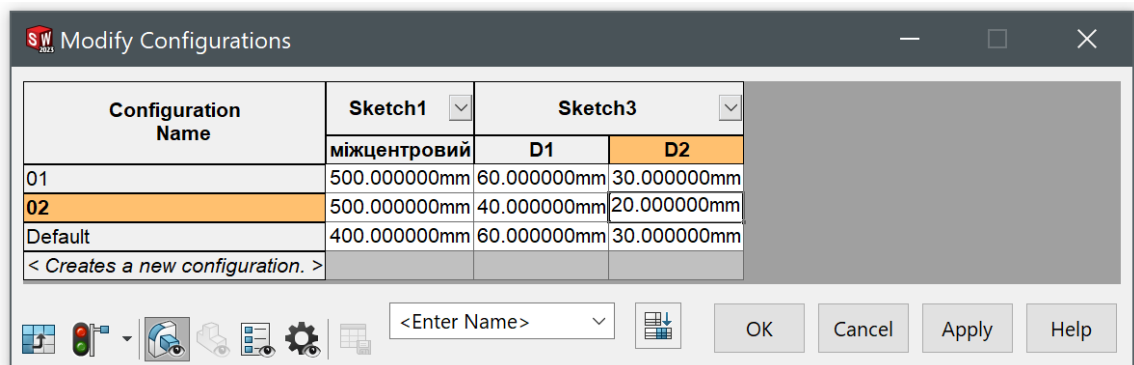 SW 2023 Modify Configurations
Configuration Name Sketch1 Sketch3
міжцентровий D1 D2
01 500.000000mm 60.000000mm 30.000000mm
02 500.000000mm 40.000000mm 20.000000mm
Default 400.000000mm 60.000000mm 30.000000mm
< Creates a new configuration. >
<Enter Name> OK Cancel Apply Help